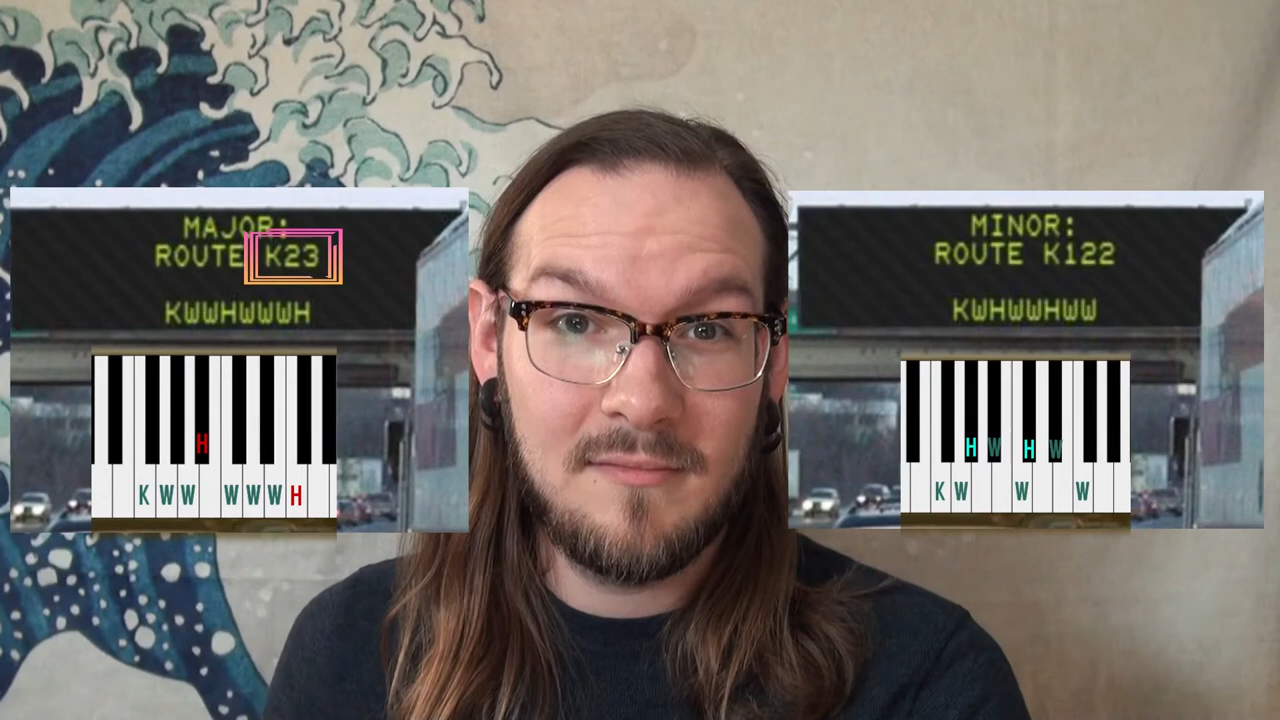 MAJOR:
ROUTE K23
KWWHWWWH
H
K W W W W W H
MINOR:
ROUTE K122
KWHWWHWW
H W H W
K W W W